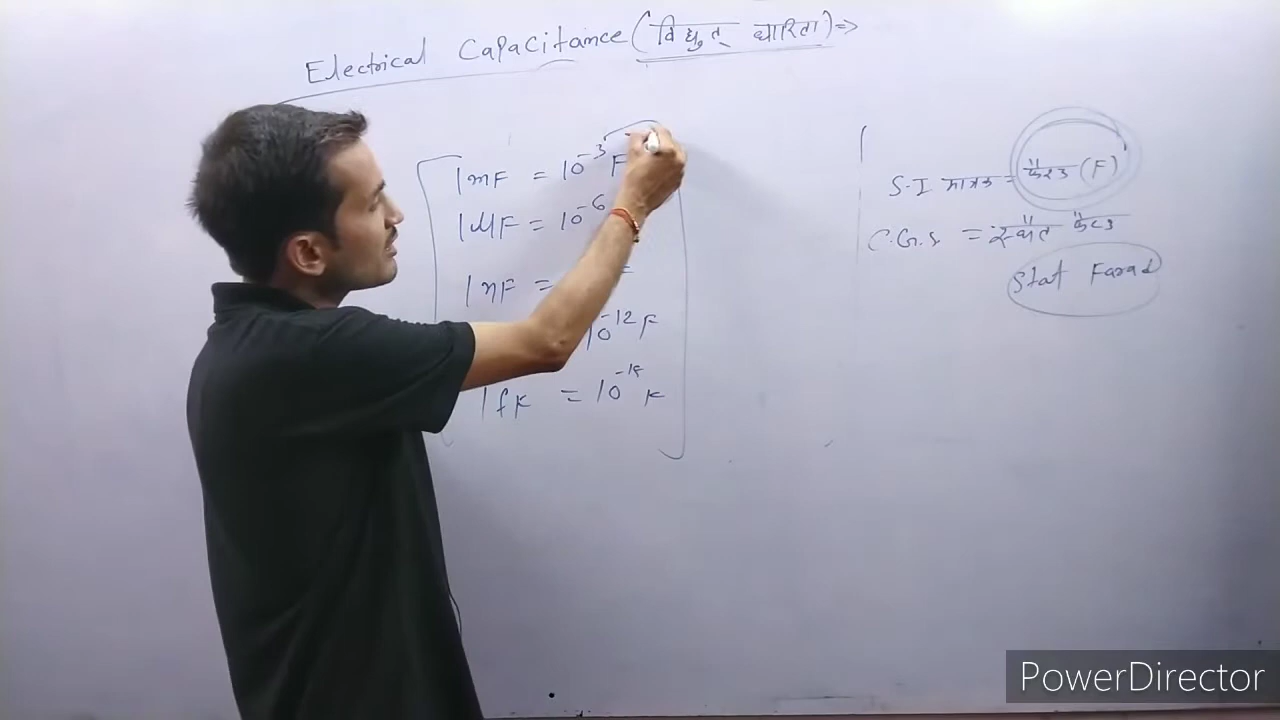 Electrical Capacitance (विद्युत् धारिता) =>
1mF = 10⁻³ F
1μF = 10⁻⁶
1nF =
10⁻¹² F
1fF = 10 F
S.I मात्रक = फैरड (F)
C.G.S = स्टैट फैरड
Stat Farad
PowerDirector